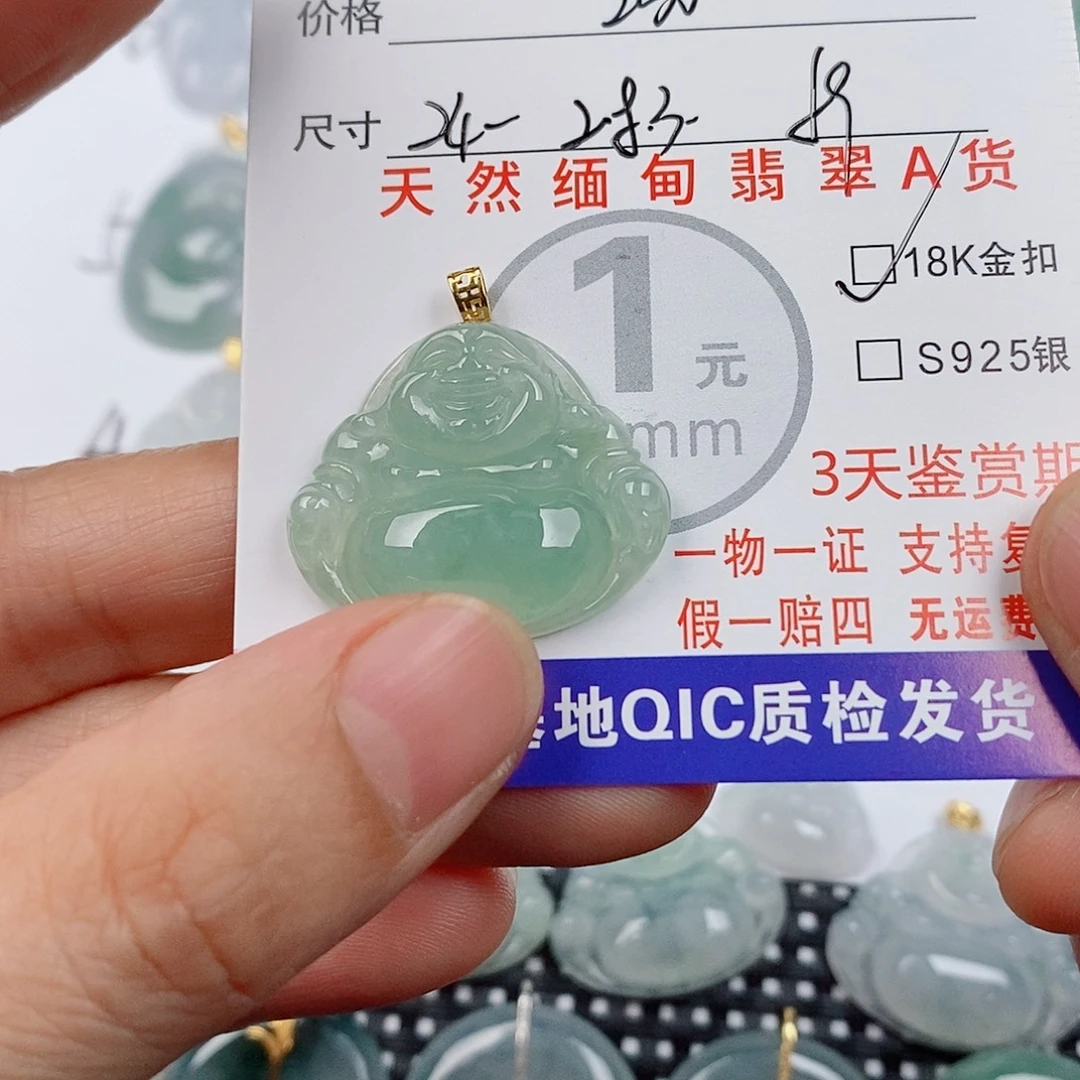 价格
尺寸
天然缅甸翡翠A货
1元
mm
18K金扣
S925银
3天鉴赏期
一物一证 支持复
假一赔四 无运费
地QIC质检发货